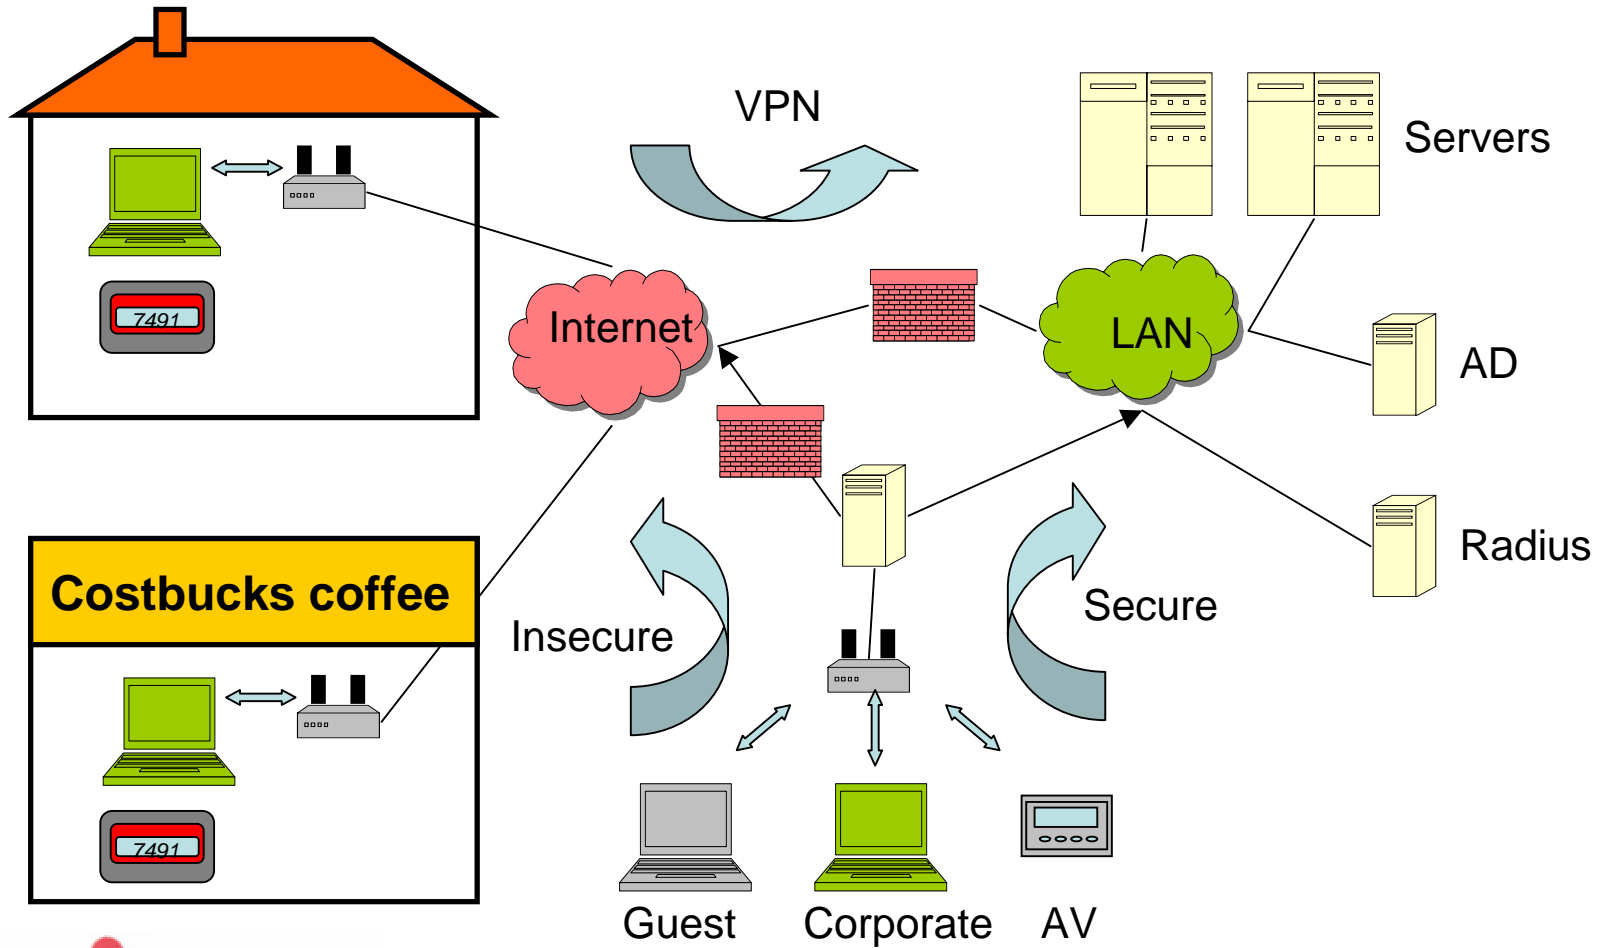 VPN
Servers
7491
Internet
LAN
AD
Costbucks coffee
Insecure
Secure
Radius
7491
Guest
Corporate
AV